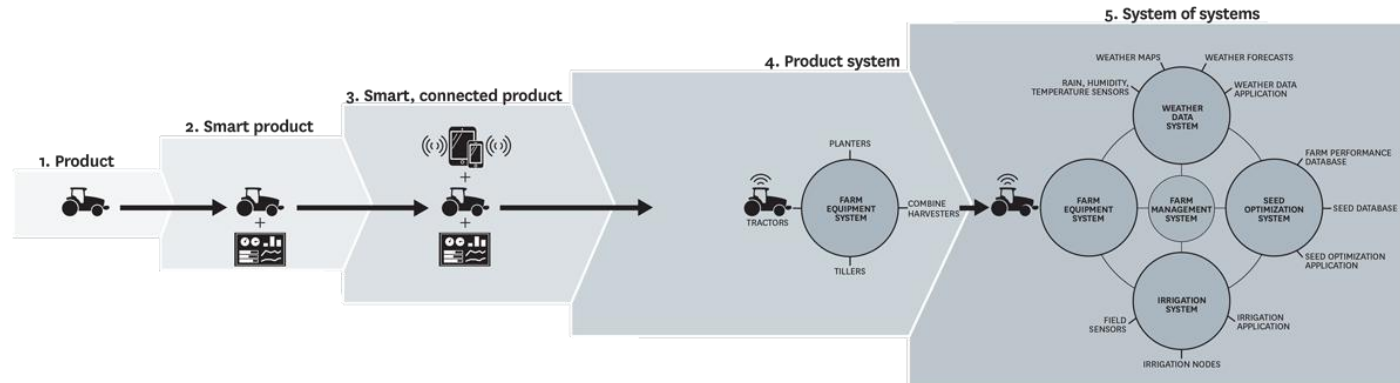 1. Product
2. Smart product
+
3. Smart, connected product
+
+
4. Product system
PLANTERS
TRACTORS
FARM
EQUIPMENT
SYSTEM
COMBINE
HARVESTERS
TILLERS
5. System of systems
WEATHER MAPS
WEATHER FORECASTS
RAIN, HUMIDITY,
TEMPERATURE SENSORS
WEATHER DATA
APPLICATION
WEATHER
DATA
SYSTEM
FARM
EQUIPMENT
SYSTEM
FARM
MANAGEMENT
SYSTEM
SEED
OPTIMIZATION
SYSTEM
FARM PERFORMANCE
DATABASE
SEED DATABASE
SEED OPTIMIZATION
APPLICATION
IRRIGATION
SYSTEM
FIELD
SENSORS
IRRIGATION
APPLICATION
IRRIGATION NODES